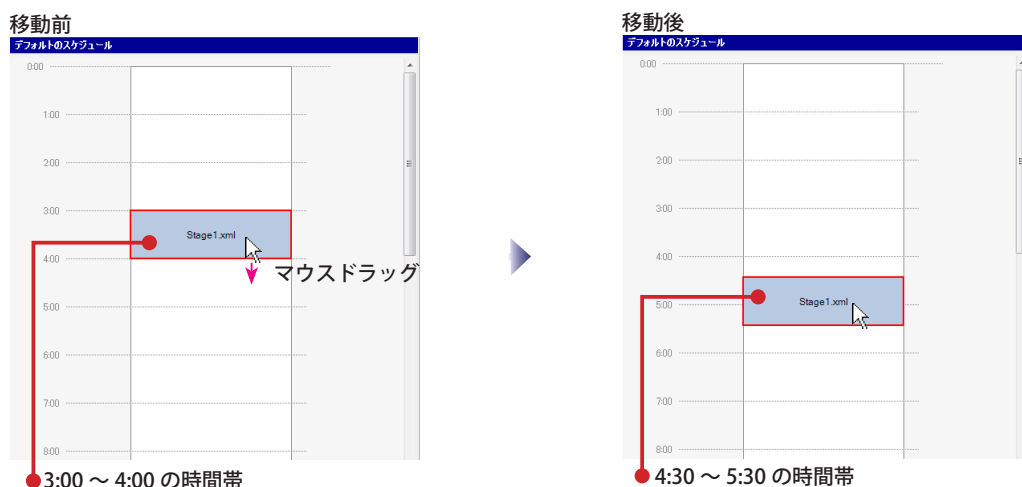 移動前
デフォルトのスケジュール
0:00
1:00
2:00
3:00
Stage1.xml
4:00
マウスドラッグ
5:00
6:00
7:00
8:00
3:00 ～ 4:00 の時間帯
移動後
デフォルトのスケジュール
0:00
1:00
2:00
3:00
4:00
5:00
Stage1.xml
6:00
7:00
8:00
4:30 ～ 5:30 の時間帯